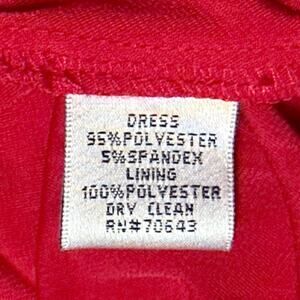 DRESS
95%POLYESTER
5%SPANDEX
LINING
100%POLYESTER
DRY CLEAN
RN#70643